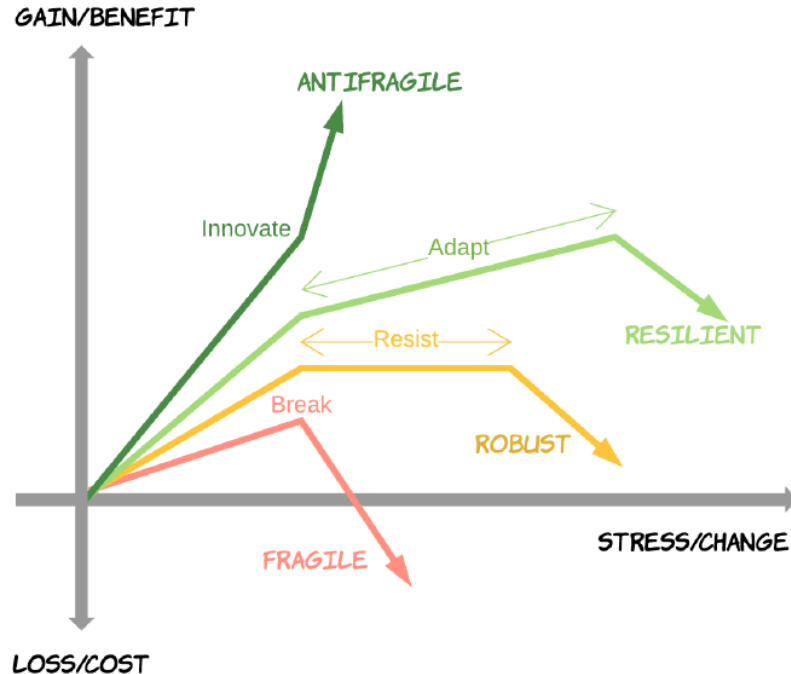 GAIN/BENEFIT
ANTIFRAGILE
Innovate
Adapt
RESILIENT
Resist
Break
ROBUST
STRESS/CHANGE
FRAGILE
LOSS/COST